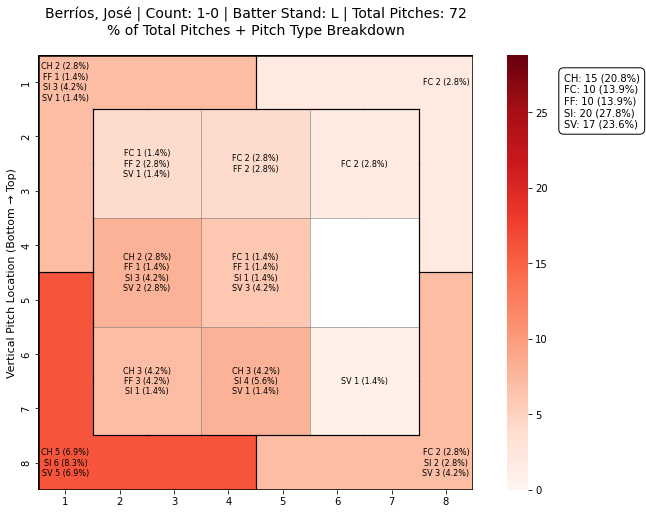 Berríos, José | Count: 1-0 | Batter Stand: L | Total Pitches: 72
% of Total Pitches + Pitch Type Breakdown
CH 2 (2.8%)
FF 1 (1.4%)
SI 3 (4.2%)
SV 1 (1.4%)
FC 2 (2.8%)
FC 1 (1.4%)
FF 2 (2.8%)
SV 1 (1.4%)
FC 2 (2.8%)
FF 2 (2.8%)
FC 2 (2.8%)
CH 2 (2.8%)
FF 1 (1.4%)
SI 3 (4.2%)
SV 2 (2.8%)
FC 1 (1.4%)
FF 1 (1.4%)
SI 1 (1.4%)
SV 3 (4.2%)
CH 3 (4.2%)
FF 3 (4.2%)
SI 1 (1.4%)
CH 3 (4.2%)
SI 4 (5.6%)
SV 1 (1.4%)
SV 1 (1.4%)
CH 5 (6.9%)
SI 6 (8.3%)
SV 5 (6.9%)
FC 2 (2.8%)
SI 2 (2.8%)
SV 3 (4.2%)
Vertical Pitch Location (Bottom → Top)
1
2
3
4
5
6
7
8
1 2 3 4 5 6 7 8
25
20
15
10
5
0
CH: 15 (20.8%)
FC: 10 (13.9%)
FF: 10 (13.9%)
SI: 20 (27.8%)
SV: 17 (23.6%)